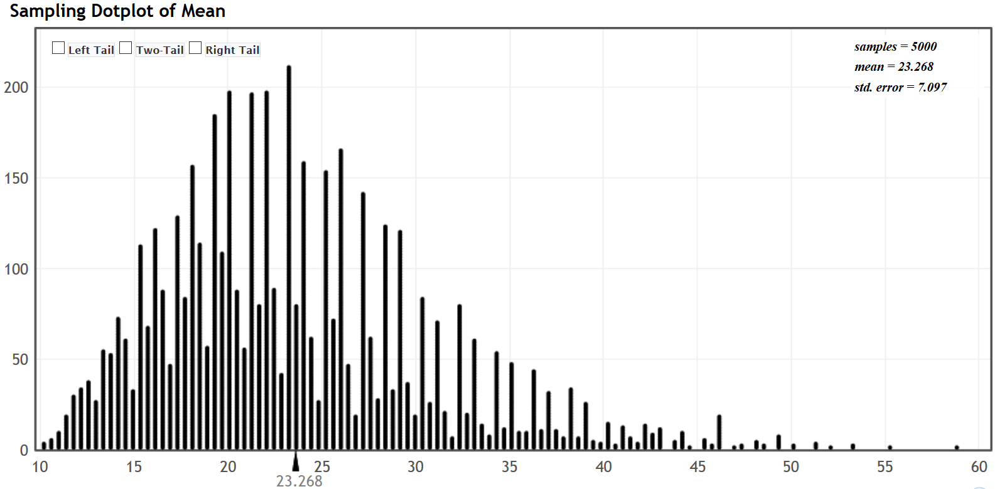 Sampling Dotplot of Mean
Left Tail Two-Tail Right Tail
samples = 5000
mean = 23.268
std. error = 7.097
200
150
100
50
0
10 15 20 25 30 35 40 45 50 55 60
23.268